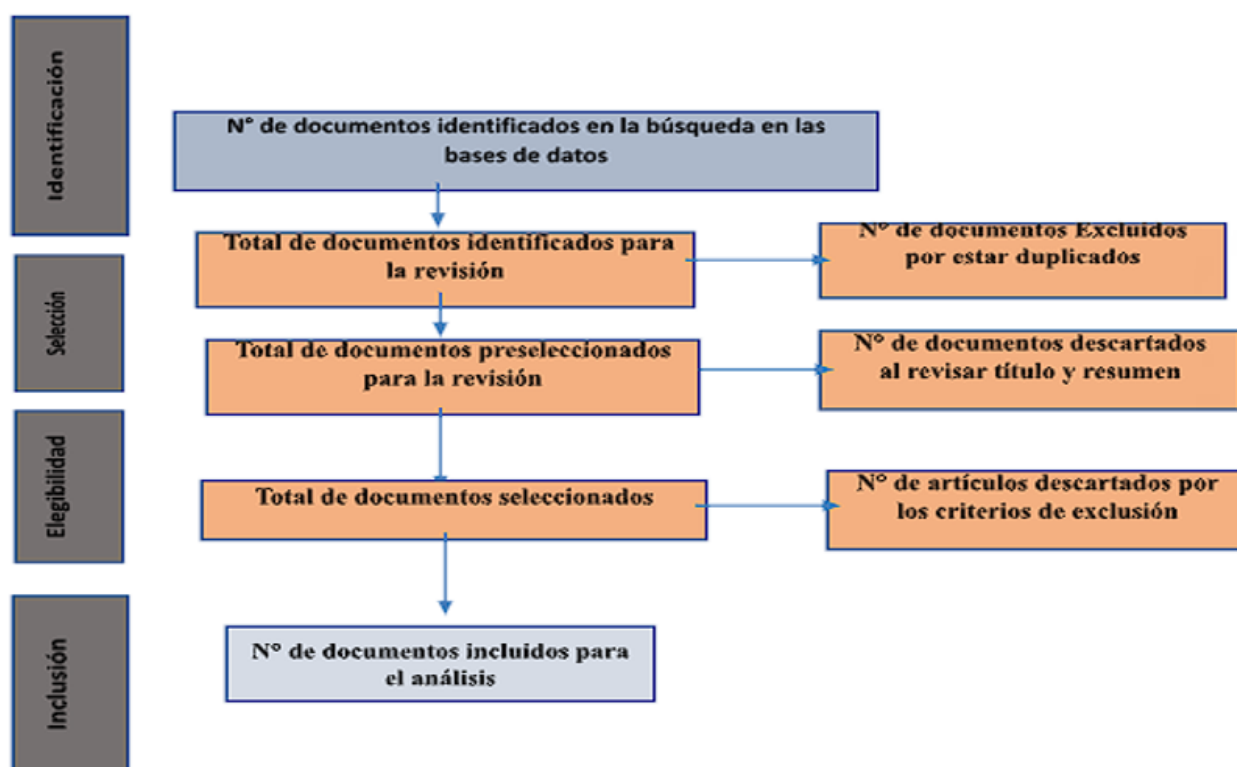 Identificación
N° de documentos identificados en la búsqueda en las
bases de datos
Total de documentos identificados para
la revisión
N° de documentos Excluidos
por estar duplicados
Selección
Total de documentos preseleccionados
para la revisión
N° de documentos descartados
al revisar título y resumen
Elegibilidad
Total de documentos seleccionados
N° de artículos descartados por
los criterios de exclusión
Inclusión
N° de documentos incluidos para
el análisis